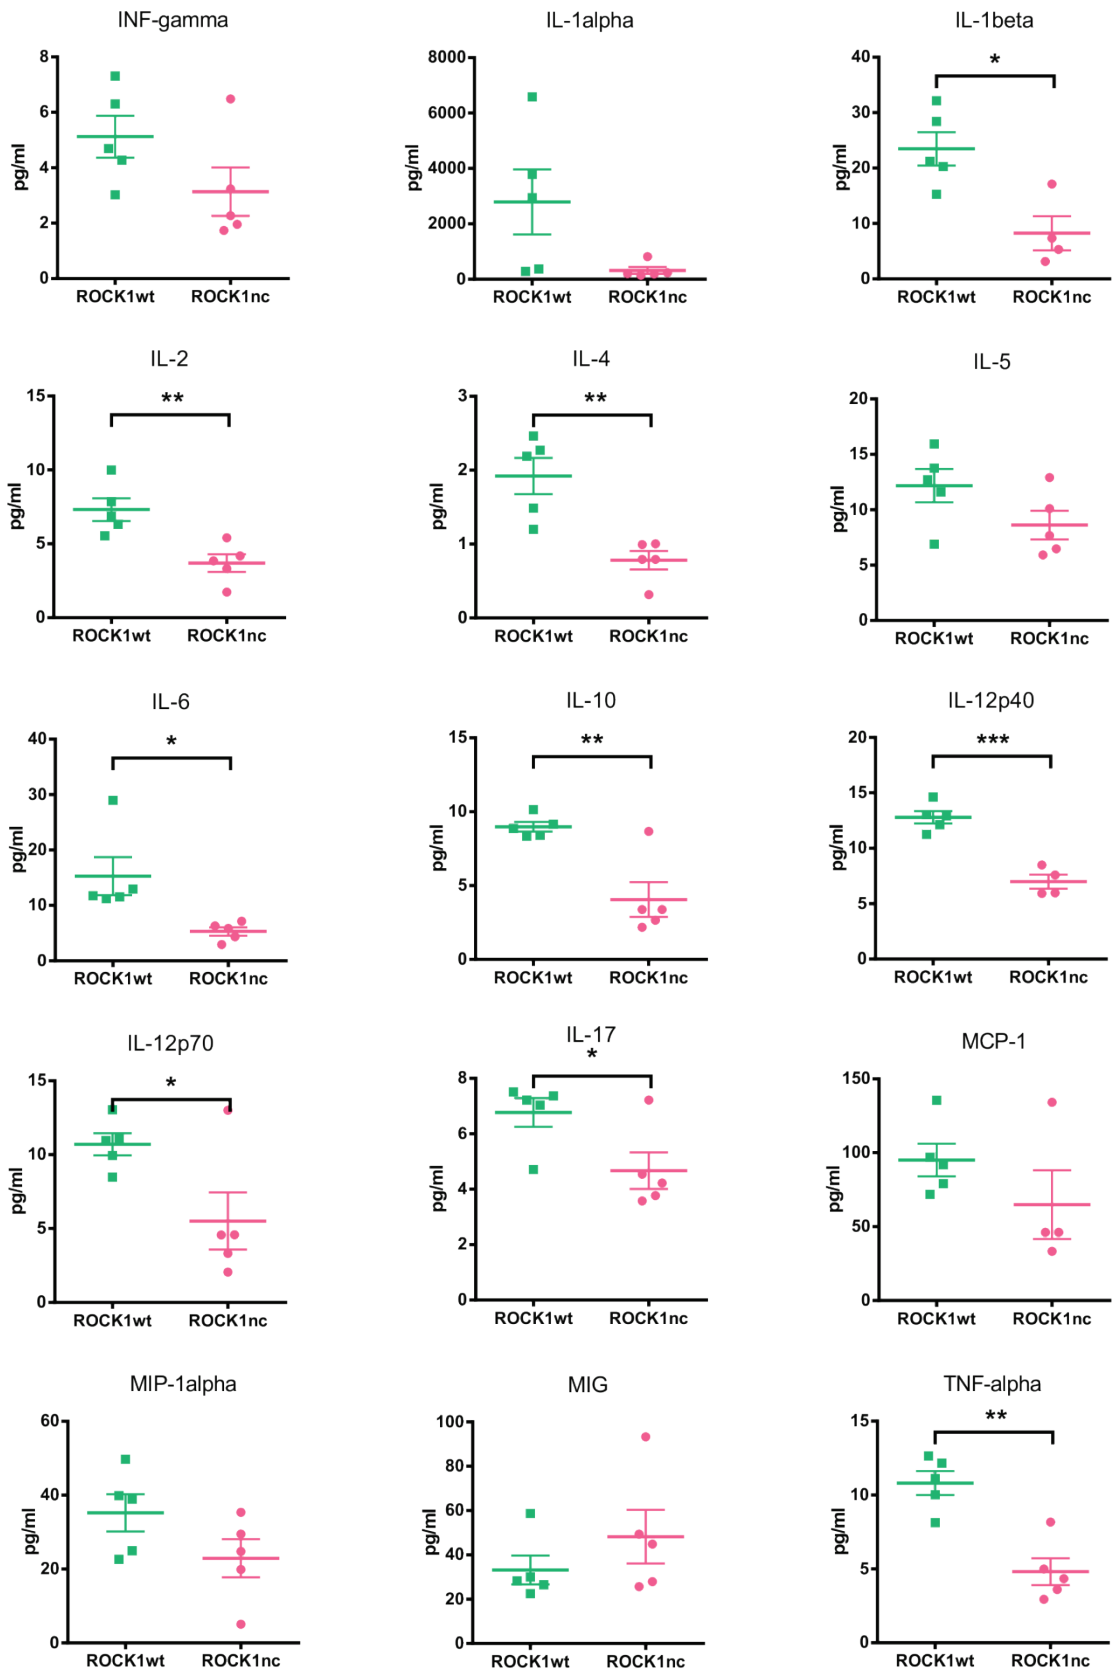 INF-gamma
8
6
4
2
0
pg/ml
ROCK1wt ROCK1nc
IL-1alpha
8000
6000
4000
2000
0
pg/ml
ROCK1wt ROCK1nc
IL-1beta
40
30
20
10
0
pg/ml
*
ROCK1wt ROCK1nc
IL-2
15
10
5
0
pg/ml
**
ROCK1wt ROCK1nc
IL-4
3
2
1
0
pg/ml
**
ROCK1wt ROCK1nc
IL-5
20
15
10
5
0
pg/ml
ROCK1wt ROCK1nc
IL-6
40
30
20
10
0
pg/ml
*
ROCK1wt ROCK1nc
IL-10
15
10
5
0
pg/ml
**
ROCK1wt ROCK1nc
IL-12p40
20
15
10
5
0
pg/ml
***
ROCK1wt ROCK1nc
IL-12p70
15
10
5
0
pg/ml
*
ROCK1wt ROCK1nc
IL-17
8
6
4
2
0
pg/ml
*
ROCK1wt ROCK1nc
MCP-1
150
100
50
0
pg/ml
ROCK1wt ROCK1nc
MIP-1alpha
60
40
20
0
pg/ml
ROCK1wt ROCK1nc
MIG
100
80
60
40
20
0
pg/ml
ROCK1wt ROCK1nc
TNF-alpha
15
10
5
0
pg/ml
**
ROCK1wt ROCK1nc